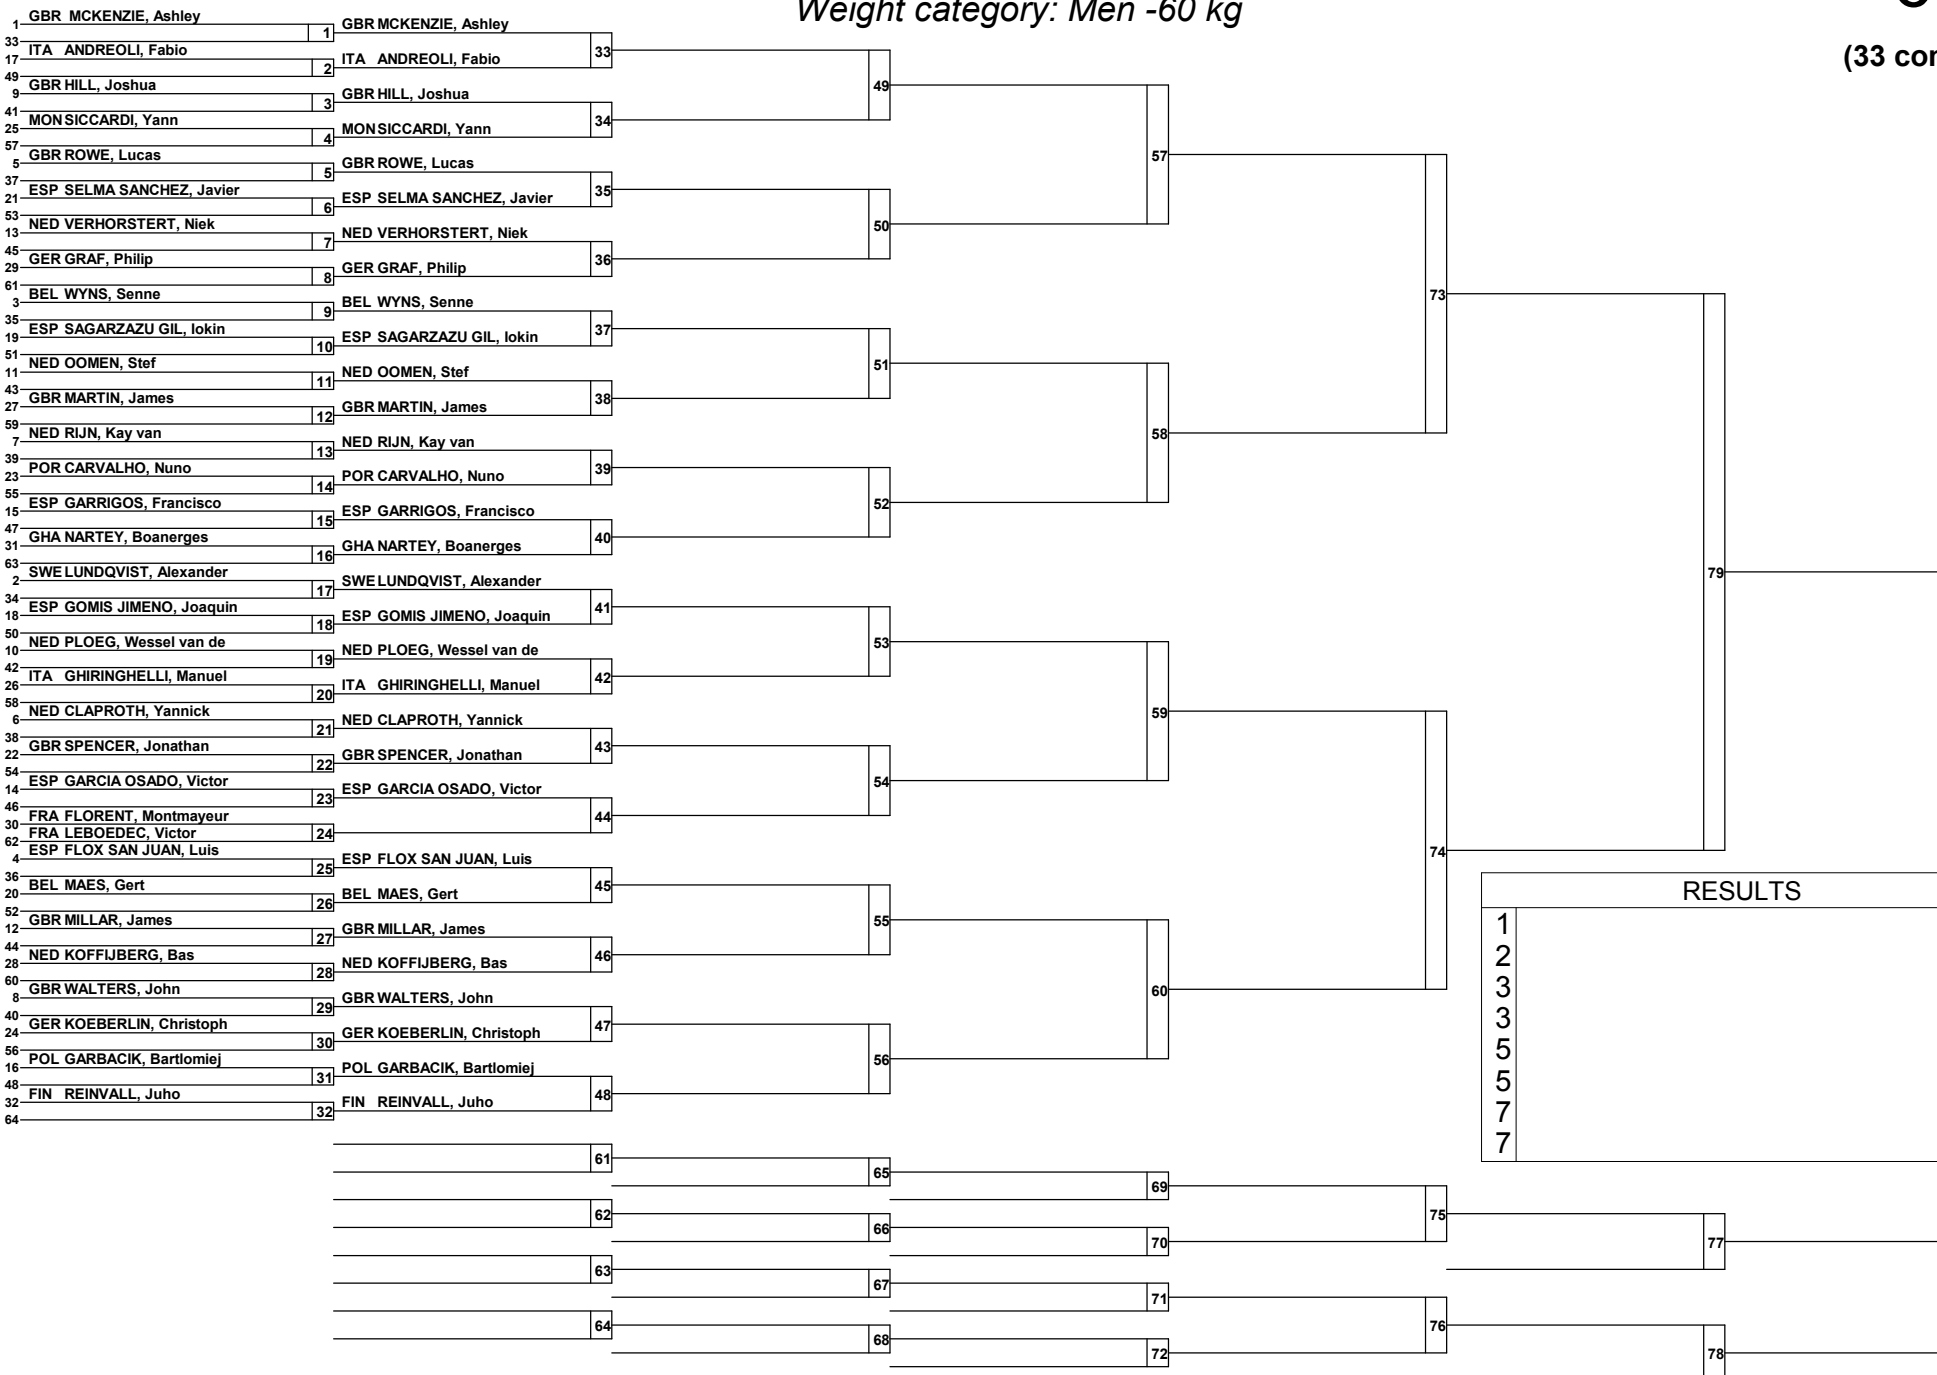 Weight category: Men -60 kg
(33 con
1 GBR MCKENZIE, Ashley
33
1 GBR MCKENZIE, Ashley
17 ITA ANDREOLI, Fabio
49
2 ITA ANDREOLI, Fabio
33
9 GBR HILL, Joshua
41
3 GBR HILL, Joshua
25 MON SICCARDI, Yann
57
4 MON SICCARDI, Yann
34
49
5 GBR ROWE, Lucas
37
5 GBR ROWE, Lucas
21 ESP SELMA SANCHEZ, Javier
53
6 ESP SELMA SANCHEZ, Javier
35
13 NED VERHORSTERT, Niek
45
7 NED VERHORSTERT, Niek
29 GER GRAF, Philip
61
8 GER GRAF, Philip
36
50
57
3 BEL WYNS, Senne
35
9 BEL WYNS, Senne
19 ESP SAGARZAZU GIL, Iokin
51
10 ESP SAGARZAZU GIL, Iokin
37
11 NED OOMEN, Stef
43
11 NED OOMEN, Stef
27 GBR MARTIN, James
59
12 GBR MARTIN, James
38
51
7 NED RIJN, Kay van
39
13 NED RIJN, Kay van
23 POR CARVALHO, Nuno
55
14 POR CARVALHO, Nuno
39
15 ESP GARRIGOS, Francisco
47
15 ESP GARRIGOS, Francisco
31 GHA NARTEY, Boanerges
63
16 GHA NARTEY, Boanerges
40
52
58
73
2 SWE LUNDQVIST, Alexander
34
17 SWE LUNDQVIST, Alexander
18 ESP GOMIS JIMENO, Joaquin
50
18 ESP GOMIS JIMENO, Joaquin
41
10 NED PLOEG, Wessel van de
42
19 NED PLOEG, Wessel van de
26 ITA GHIRINGHELLI, Manuel
58
20 ITA GHIRINGHELLI, Manuel
42
53
6 NED CLAPROTH, Yannick
38
21 NED CLAPROTH, Yannick
22 GBR SPENCER, Jonathan
54
22 GBR SPENCER, Jonathan
43
14 ESP GARCIA OSADO, Victor
46
23 ESP GARCIA OSADO, Victor
30 FRA FLORENT, Montmayeur
62 FRA LEBOEDEC, Victor
24
44
54
59
4 ESP FLOX SAN JUAN, Luis
36
25 ESP FLOX SAN JUAN, Luis
20 BEL MAES, Gert
52
26 BEL MAES, Gert
45
12 GBR MILLAR, James
44
27 GBR MILLAR, James
28 NED KOFFIJBERG, Bas
60
28 NED KOFFIJBERG, Bas
46
55
8 GBR WALTERS, John
40
29 GBR WALTERS, John
24 GER KOEBERLIN, Christoph
56
30 GER KOEBERLIN, Christoph
47
16 POL GARBACIK, Bartlomiej
48
31 POL GARBACIK, Bartlomiej
32 FIN REINVALL, Juho
64
32 FIN REINVALL, Juho
48
56
60
74
79
RESULTS
1
2
3
3
5
5
7
7
61
65
69
62
66
70
75
77
63
67
71
64
68
72
76
78